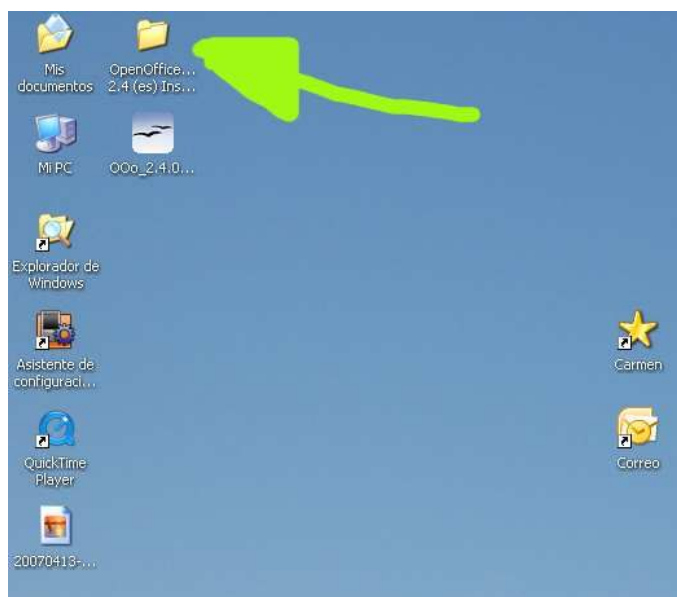 Mis
documentos
OpenOffice...
2.4 (es) Ins...
Mi PC
OOo_2.4.0...
Explorador de
Windows
Asistente de
configuraci...
Carmen
QuickTime
Player
Correo
20070413-...